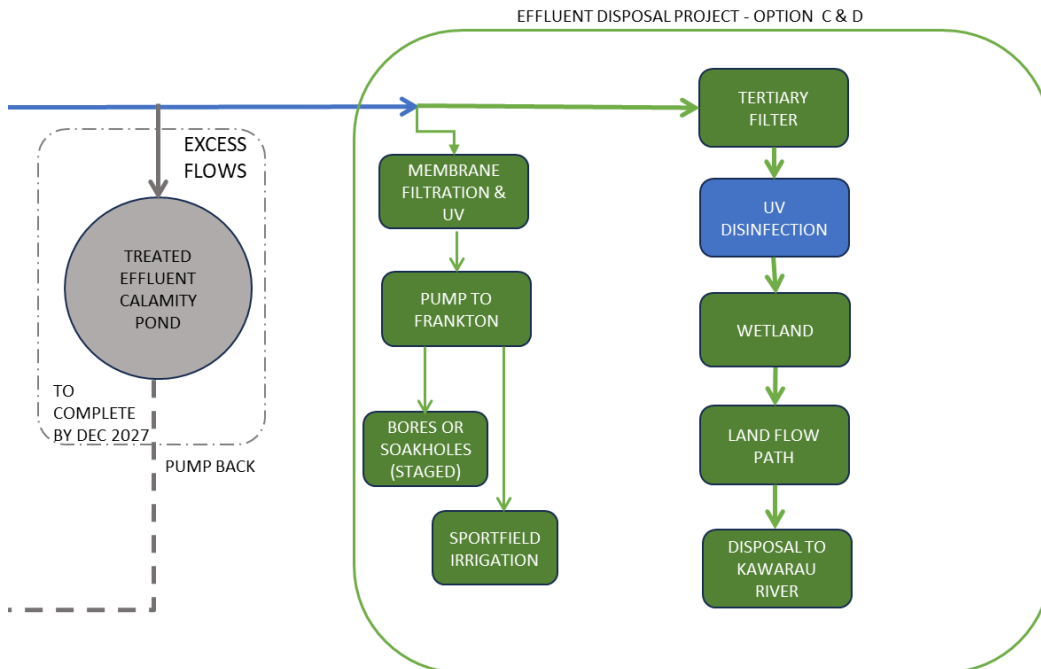 EFFLUENT DISPOSAL PROJECT - OPTION C & D
EXCESS
FLOWS
TREATED
EFFLUENT
CALAMITY
POND
TO
COMPLETE
BY DEC 2027
PUMP BACK
MEMBRANE
FILTRATION &
UV
PUMP TO
FRANKTON
BORES OR
SOAKHOLES
(STAGED)
SPORTFIELD
IRRIGATION
TERTIARY
FILTER
UV
DISINFECTION
WETLAND
LAND FLOW
PATH
DISPOSAL TO
KAWARAU
RIVER